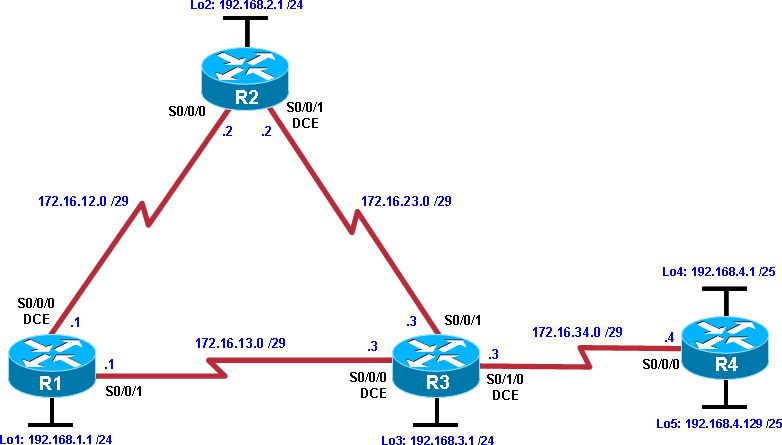 Lo2: 192.168.2.1 /24
R2
S0/0/0
S0/0/1
DCE
.2
.2
172.16.12.0 /29
172.16.23.0 /29
Lo4: 192.168.4.1 /25
S0/0/0
DCE
.1
.3
S0/0/1
172.16.13.0 /29
172.16.34.0 /29
.1
.3
.3
.4
R1
S0/0/1
S0/0/0
DCE
R3
S0/1/0
DCE
S0/0/0
R4
Lo1: 192.168.1.1 /24
Lo3: 192.168.3.1 /24
Lo5: 192.168.4.129 /25